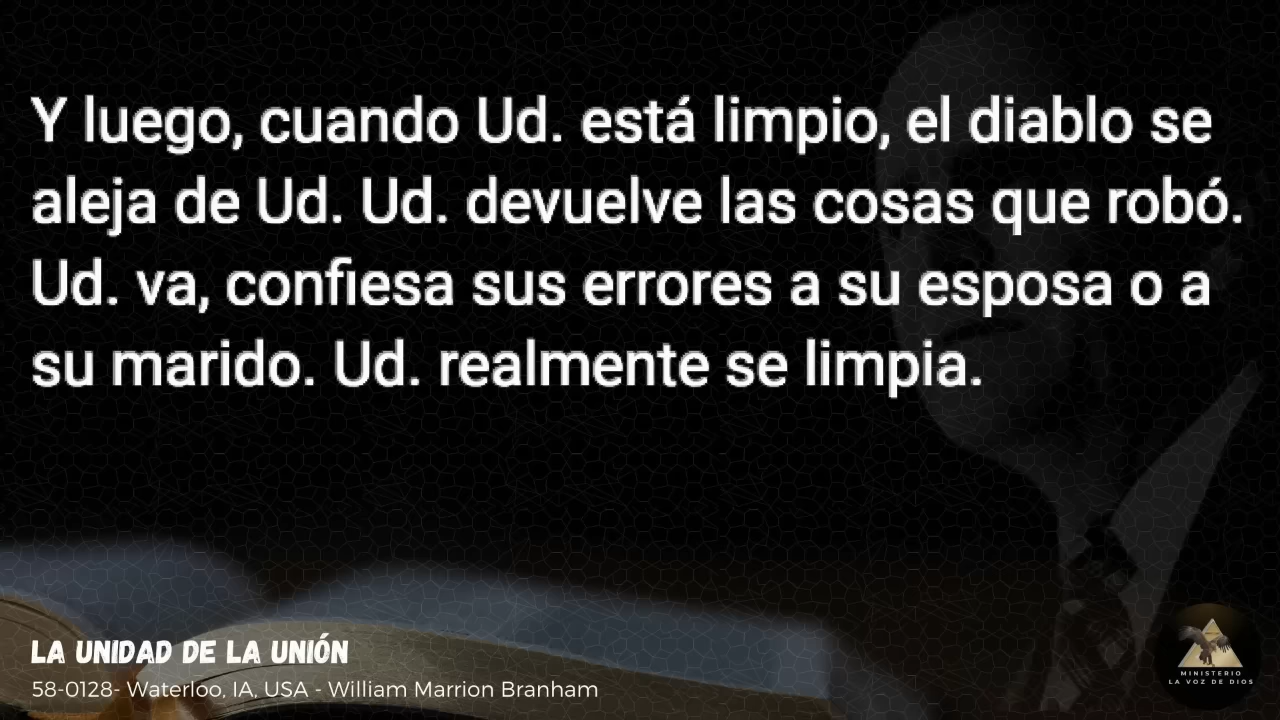 Y luego, cuando Ud. está limpio, el diablo se
aleja de Ud. Ud. devuelve las cosas que robó.
Ud. va, confiesa sus errores a su esposa o a
su marido. Ud. realmente se limpia.
LA UNIDAD DE LA UNIÓN
58-0128- Waterloo, IA, USA - William Marrion Branham
MINISTERIO
LA VOZ DE DIOS